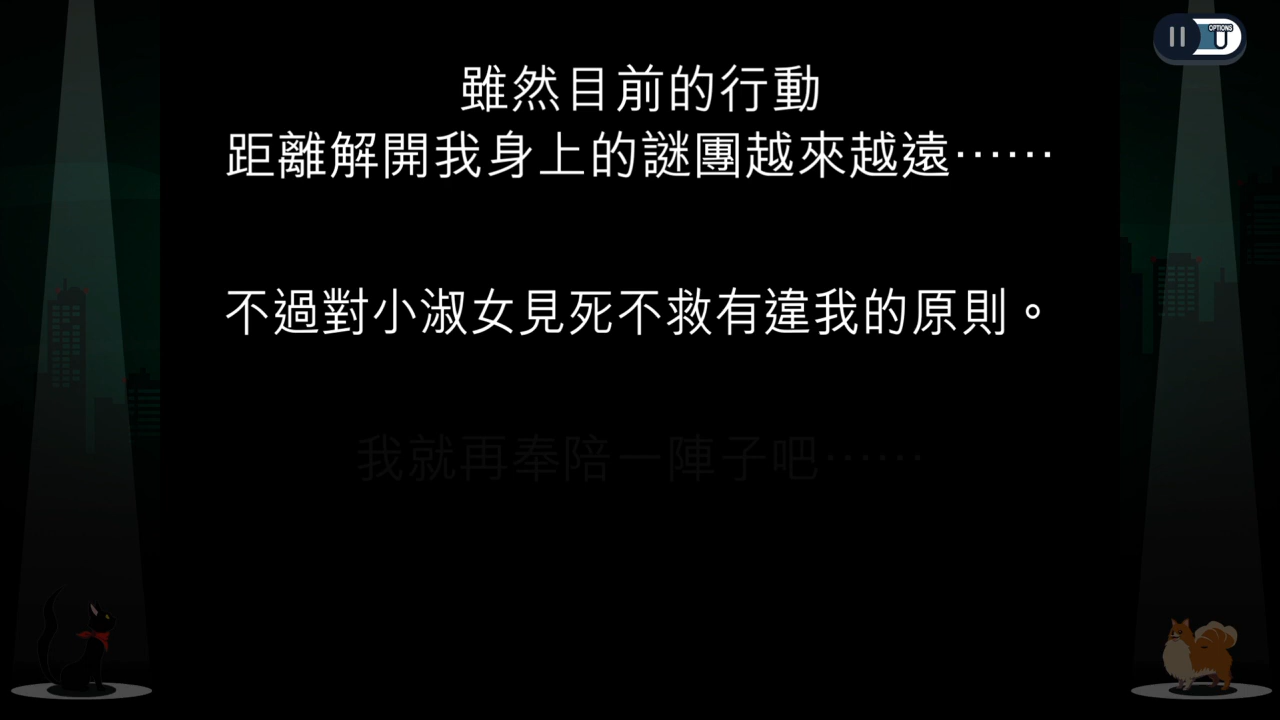 OPTIONS
雖然目前的行動
距離解開我身上的謎團越來越遠⋯⋯
不過對小淑女見死不救有違我的原則。
我就再奉陪一陣子吧⋯⋯